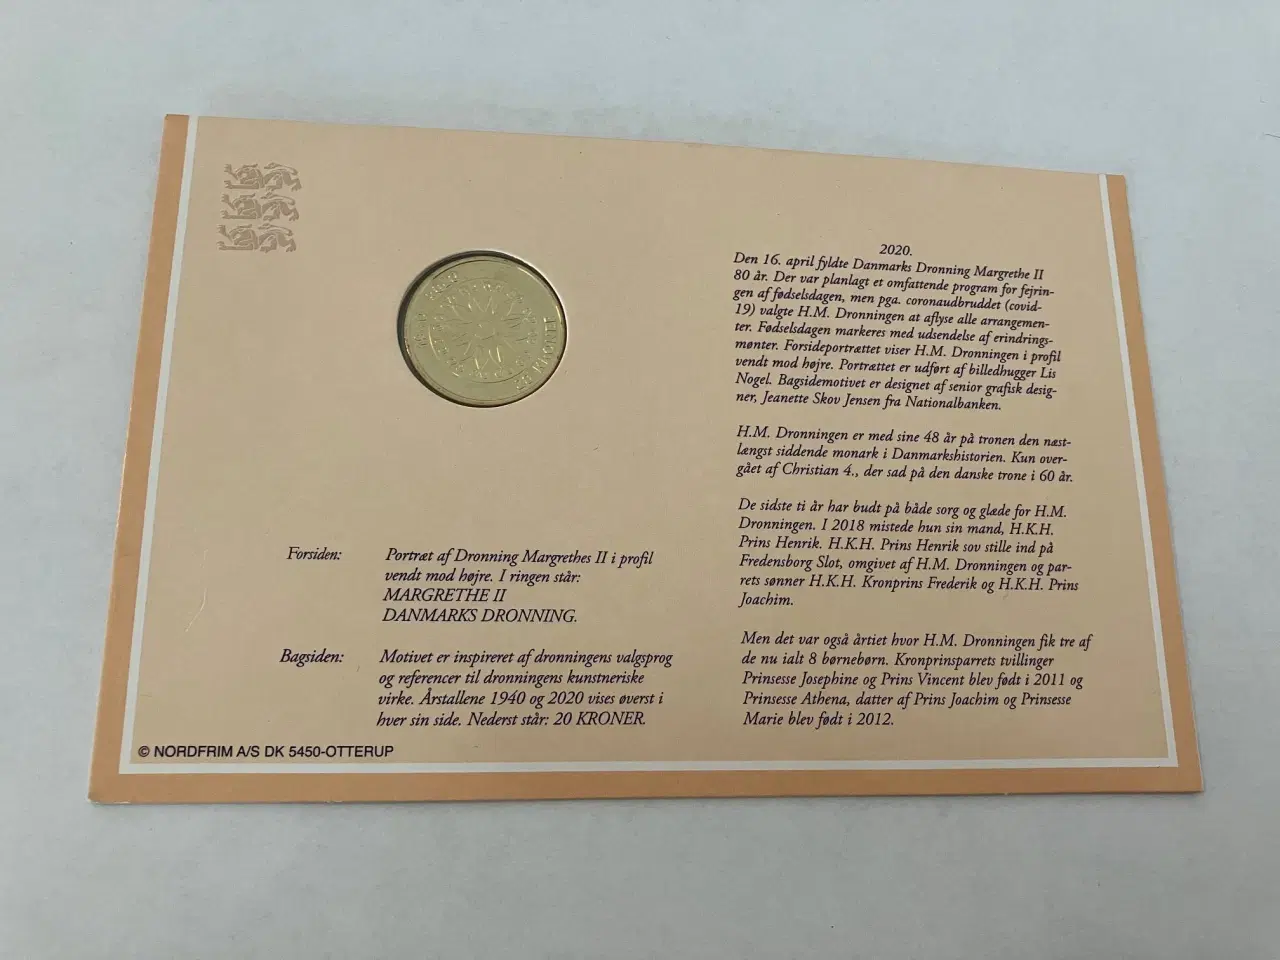 1940
2020
20 KRONER
Forsiden:
Portræt af Dronning Margrethes II i profil
vendt mod højre. I ringen står:
MARGRETHE II
DANMARKS DRONNING.
Bagsiden:
Motivet er inspireret af dronningens valgsprog
og referencer til dronningens kunstneriske
virke. Årstallene 1940 og 2020 vises øverst i
hver sin side. Nederst står: 20 KRONER.
© NORDFRIM A/S DK 5450-OTTERUP
2020.
Den 16. april fyldte Danmarks Dronning Margrethe II
80 år. Der var planlagt et omfattende program for fejrin-
gen af fødselsdagen, men pga. coronaudbruddet (covid-
19) valgte H.M. Dronningen at aflyse alle arrangemen-
ter. Fødselsdagen markeres med udsendelse af erindrings-
mønter. Forsideportrættet viser H.M. Dronningen i profil
vendt mod højre. Portrættet er udført af billedhugger Lis
Nogel. Bagsidemotivet er designet af senior grafisk desig-
ner, Jeanette Skov Jensen fra Nationalbanken.
H.M. Dronningen er med sine 48 år på tronen den næst-
længst siddende monark i Danmarkshistorien. Kun over-
gået af Christian 4., der sad på den danske trone i 60 år.
De sidste ti år har budt på både sorg og glæde for H.M.
Dronningen. I 2018 mistede hun sin mand, H.K.H.
Prins Henrik. H.K.H. Prins Henrik sov stille ind på
Fredensborg Slot, omgivet af H.M. Dronningen og par-
rets sønner H.K.H. Kronprins Frederik og H.K.H. Prins
Joachim.
Men det var også årtiet hvor H.M. Dronningen fik tre af
de nu ialt 8 børnebørn. Kronprinsparrets tvillinger
Prinsesse Josephine og Prins Vincent blev født i 2011 og
Prinsesse Athena, datter af Prins Joachim og Prinsesse
Marie blev født i 2012.